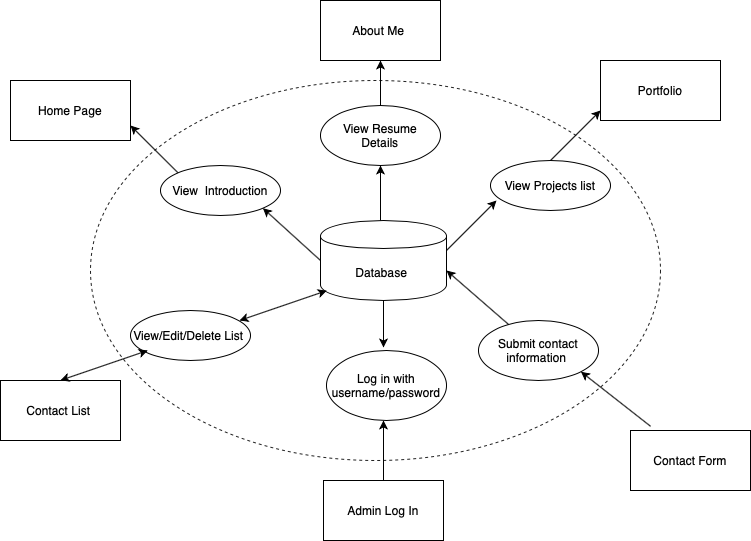 About Me
Home Page
Portfolio
View Resume
Details
View  Introduction
View Projects list
Database
View/Edit/Delete List
Submit contact
information
Log in with
username/password
Contact List
Contact Form
Admin Log In